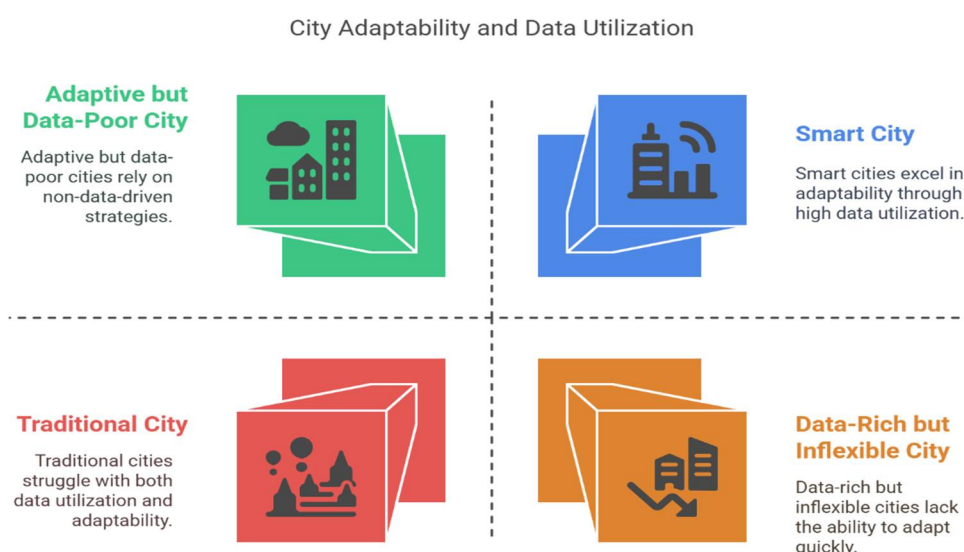 City Adaptability and Data Utilization
Adaptive but
Data-Poor City
Adaptive but data-
poor cities rely on
non-data-driven
strategies.
Smart City
Smart cities excel in
adaptability through
high data utilization.
Traditional City
Traditional cities
struggle with both
data utilization and
adaptability.
Data-Rich but
Inflexible City
Data-rich but
inflexible cities lack
the ability to adapt
quickly.